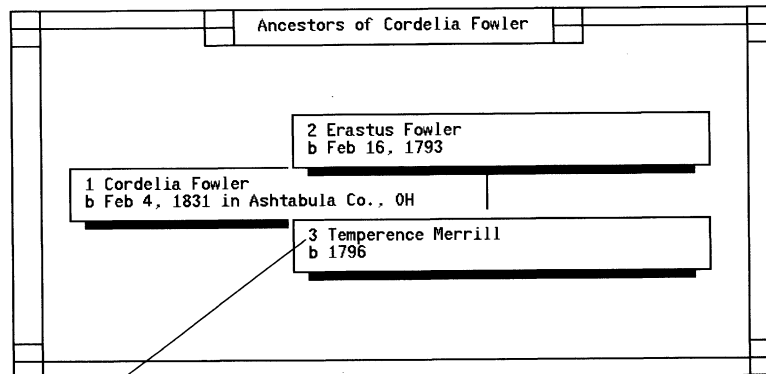 Ancestors of Cordelia Fowler
2 Erastus Fowler
b Feb 16, 1793
1 Cordelia Fowler
b Feb 4, 1831 in Ashtabula Co., OH
3 Temperence Merrill
b 1796